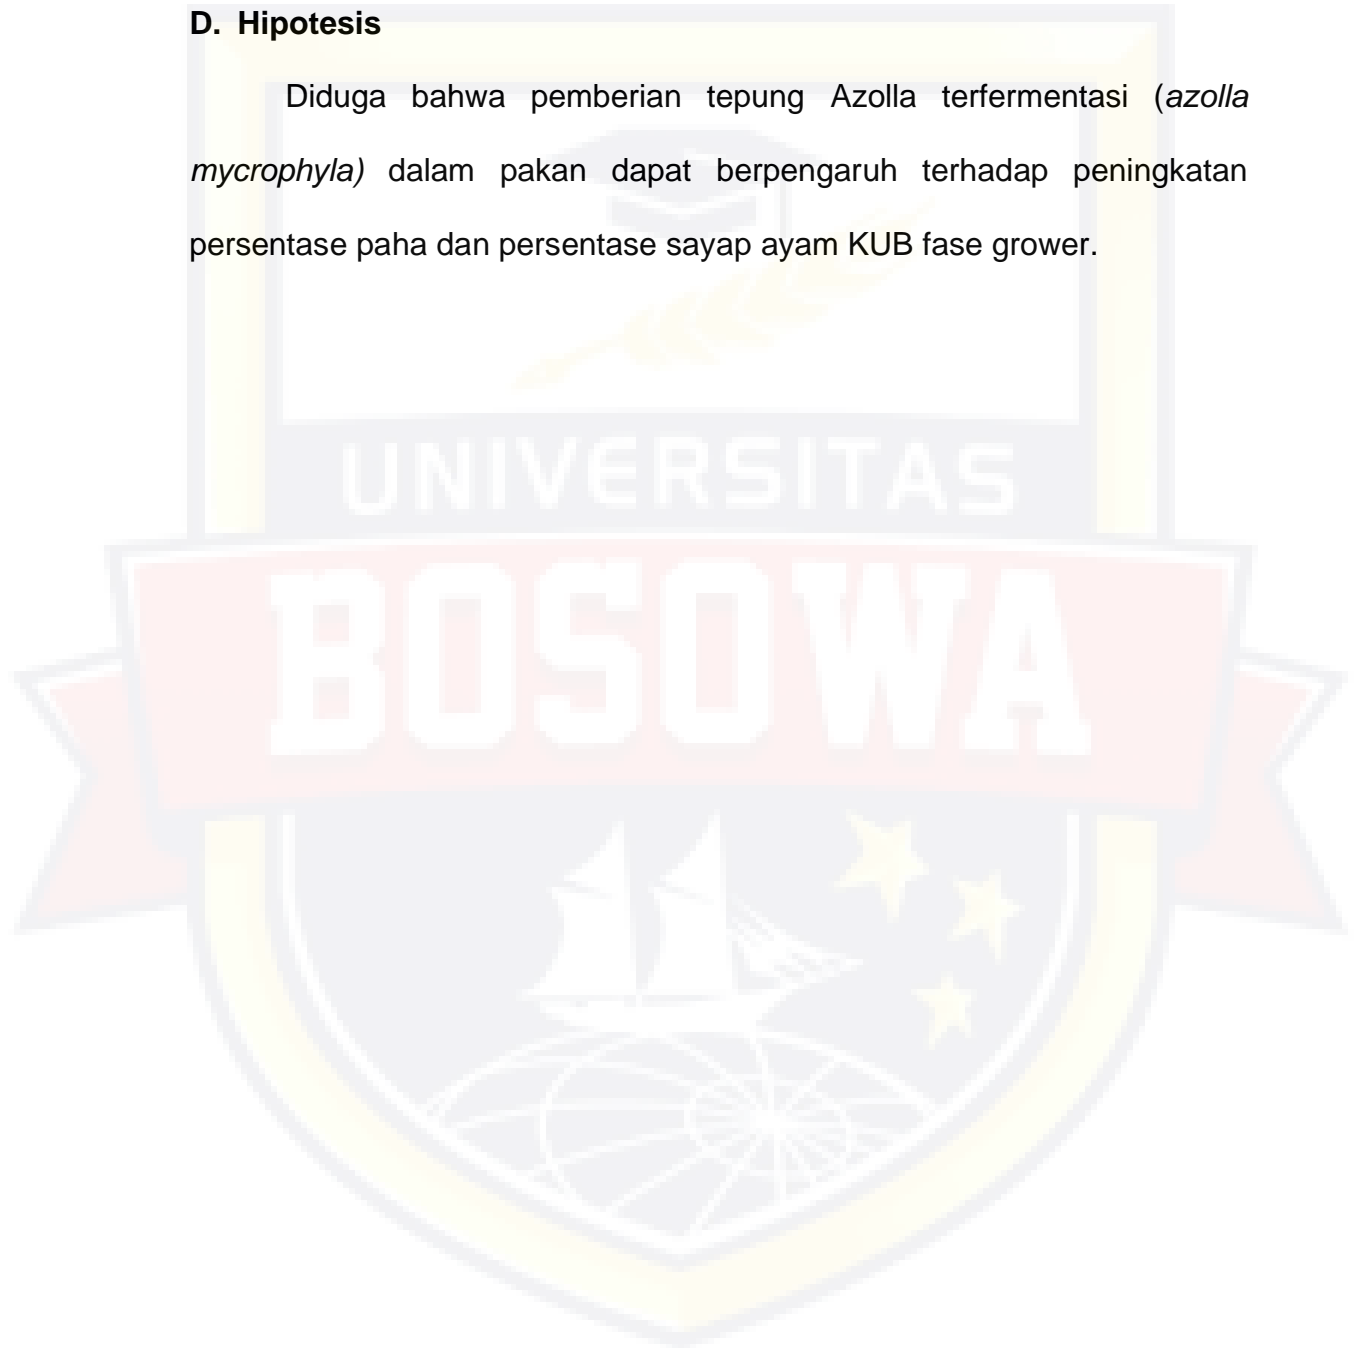 D. Hipotesis
Diduga bahwa pemberian tepung Azolla terfermentasi (azolla
mycrophyla) dalam pakan dapat berpengaruh terhadap peningkatan
persentase paha dan persentase sayap ayam KUB fase grower.
UNIVERSITAS
BOSOWA